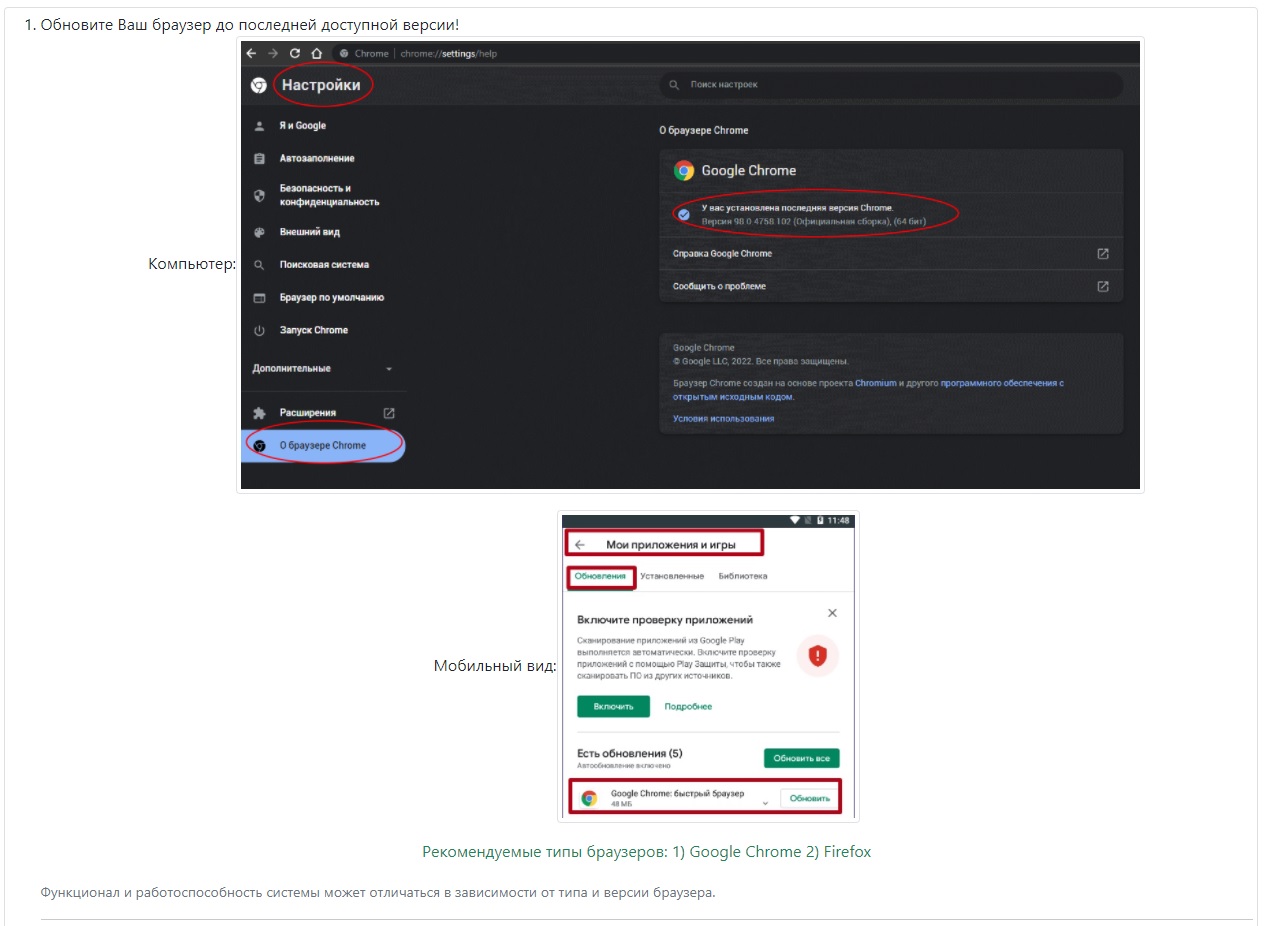 1. Обновите Ваш браузер до последней доступной версии!
Chrome | chrome://settings/help
Настройки
Поиск настроек
Я и Google
Автозаполнение
Безопасность и
конфиденциальность
Внешний вид
Поисковая система
Браузер по умолчанию
Запуск Chrome
Дополнительные
Расширения
О браузере Chrome
О браузере Chrome
Google Chrome
У вас установлена последняя версия Chrome.
Версия 98.0.4758.102 (Официальная сборка), (64 бит)
Справка Google Chrome
Сообщить о проблеме
Google Chrome
© Google LLC, 2022. Все права защищены.
Браузер Chrome создан на основе проекта Chromium и другого программного обеспечения с
открытым исходным кодом.
Условия использования
Компьютер:
11:48
Мои приложения и игры
Обновления Установленные Библиотека
Включите проверку приложений
Сканирование приложений из Google Play
выполняется автоматически. Включите проверку
приложений с помощью Play Защиты, чтобы также
сканировать ПО из других источников.
Включить Подробнее
Есть обновления (5)
Автообновление включено
Обновить все
Google Chrome: быстрый браузер
48 МБ
Обновить
Мобильный вид:
Рекомендуемые типы браузеров: 1) Google Chrome 2) Firefox
Функционал и работоспособность системы может отличаться в зависимости от типа и версии браузера.